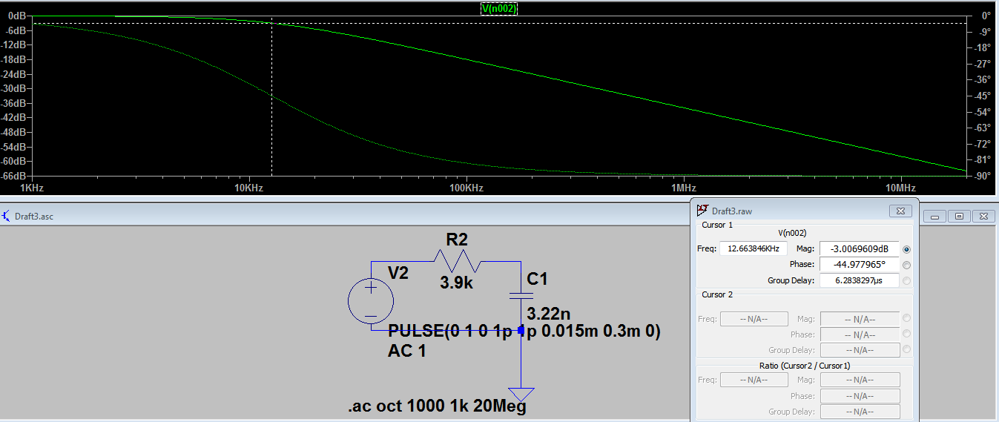 V(n002)
0dB 0°
-6dB -9°
-12dB -18°
-18dB -27°
-24dB -36°
-30dB -45°
-36dB -54°
-42dB -63°
-48dB -72°
-54dB -81°
-60dB -90°
-66dB
1KHz 10KHz 100KHz 1MHz 10MHz
Draft3.asc
R2
V2
3.9k
C1
3.22n
PULSE(0 1 0 1p 1p 0.015m 0.3m 0)
AC 1
.ac oct 1000 1k 20Meg
Draft3.raw
Cursor 1
V(n002)
Freq: 12.663846KHz Mag: -3.0069609dB
Phase: -44.977965°
Group Delay: 6.2838297µs
Cursor 2
Freq: -- N/A-- Mag: -- N/A--
Phase: -- N/A--
Group Delay: -- N/A--
Ratio (Cursor2 / Cursor1)
Freq: -- N/A-- Mag: -- N/A--
Phase: -- N/A--
Group Delay: -- N/A--